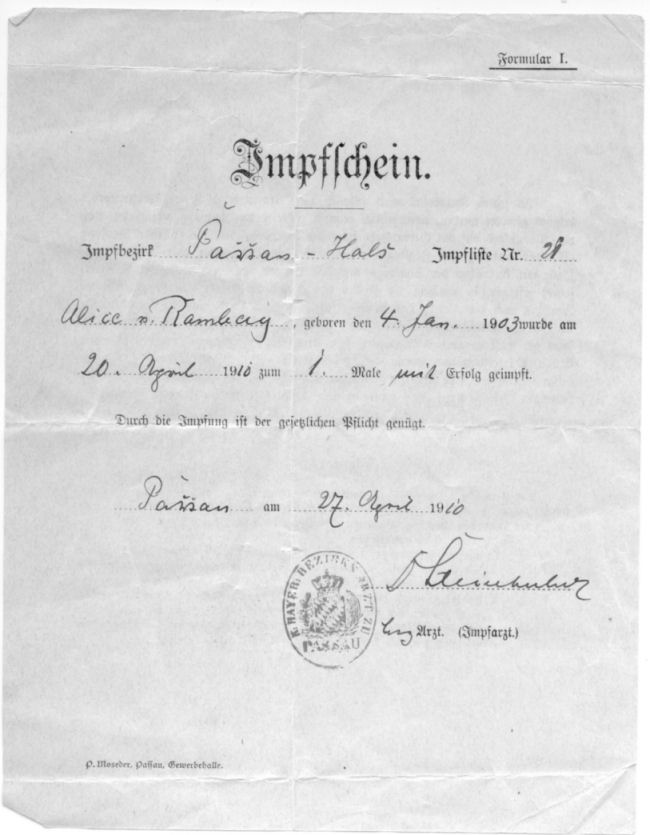 Formular I.
Impfschein.
Impfbezirk Passau - Hals Impfliste Nr. 28
Alice v. Ramberg, geboren den 4. Jan. 1903 wurde am
20. April 1910 zum 1. Male mit Erfolg geimpft.
Durch die Impfung ist der gesetzlichen Pflicht genügt.
Passau am 27. April 1910
K. BAYER. BEZIRKSARZT ZU
PASSAU
Arzt. (Impfarzt.)
P. Moseder, Passau, Gewerbehalle.